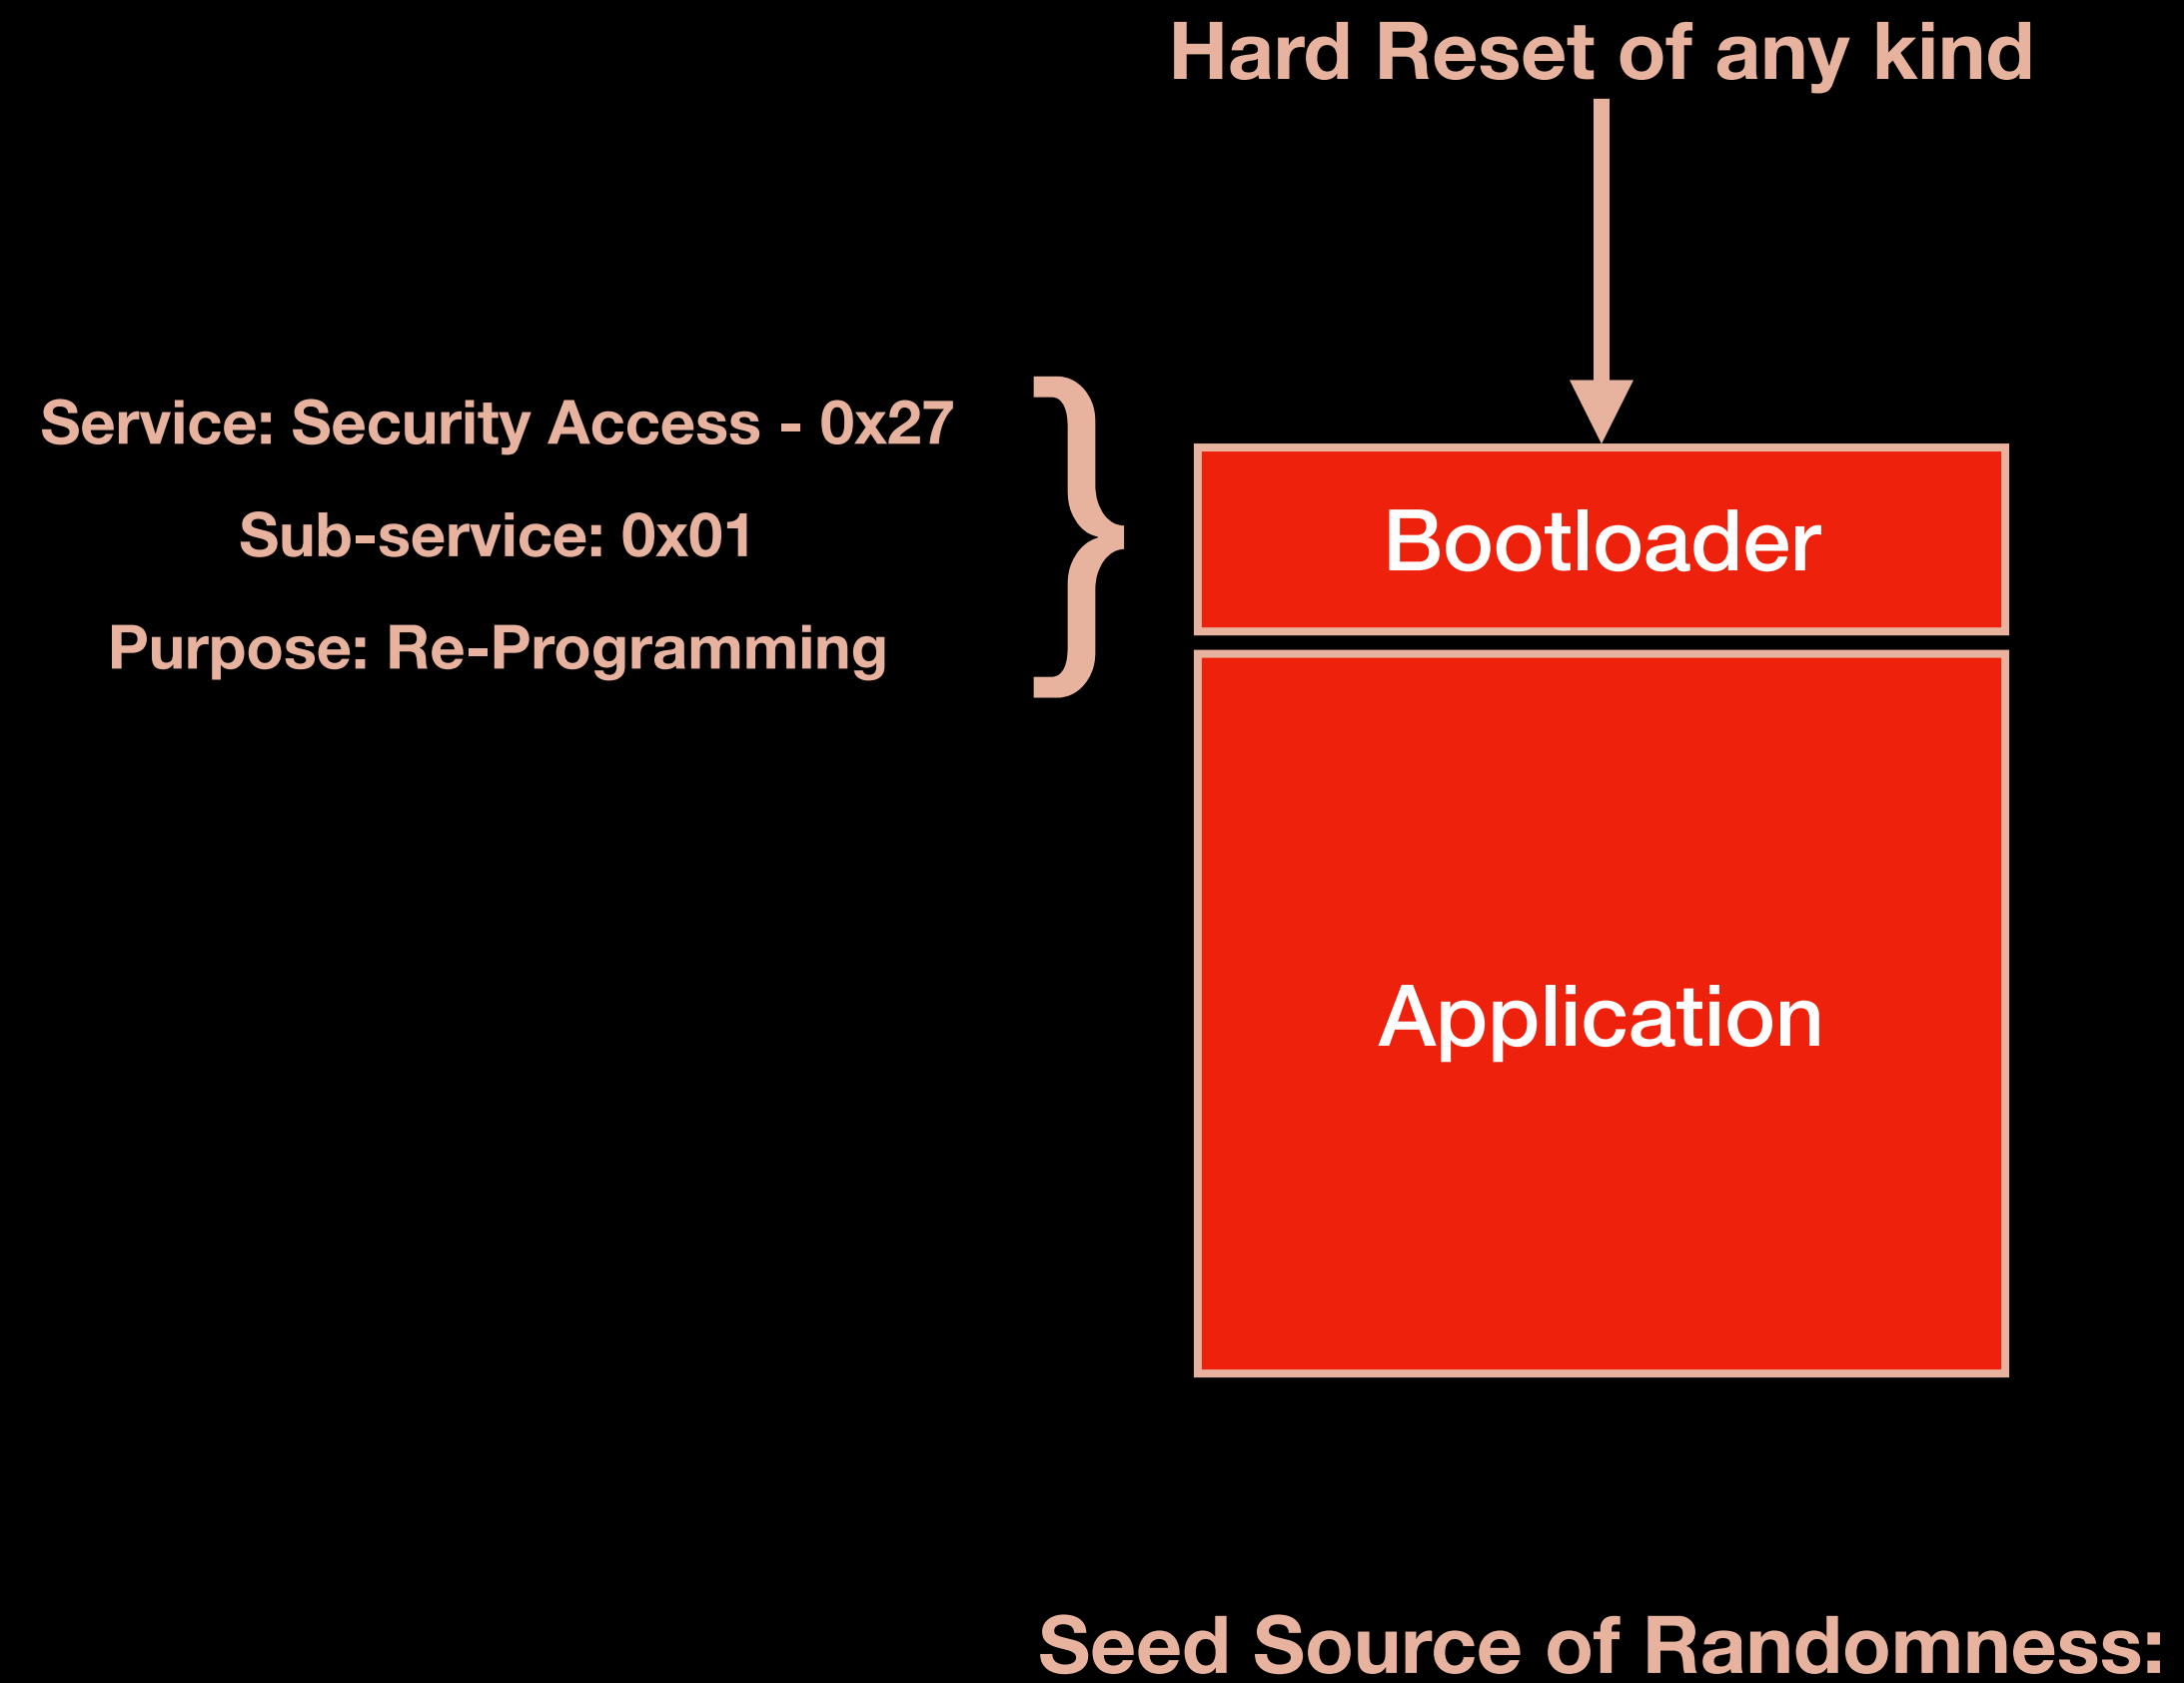 Hard Reset of any kind
Service: Security Access - 0x27
Sub-service: 0x01
Purpose: Re-Programming
Bootloader
Application
Seed Source of Randomness: